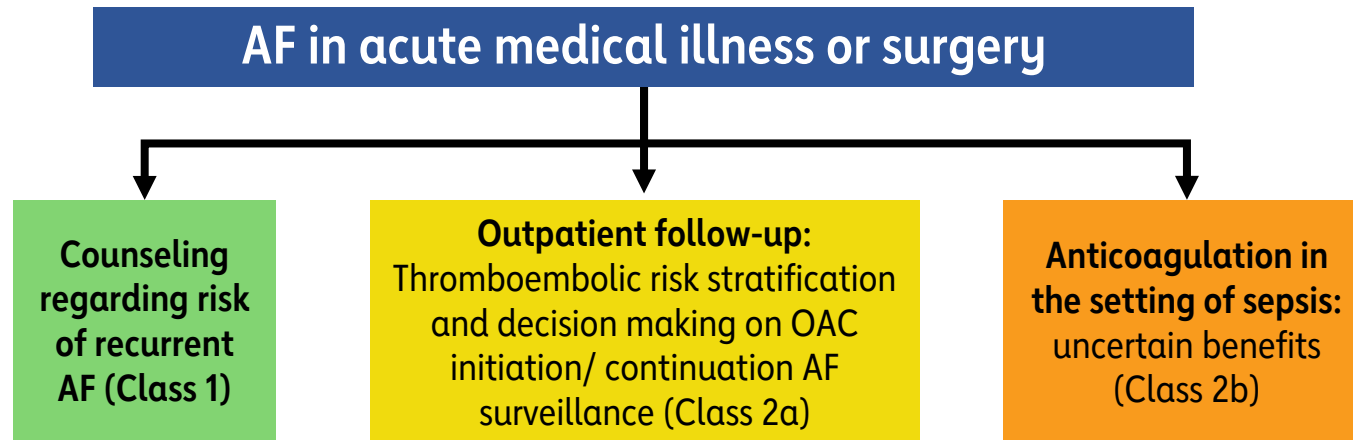 AF in acute medical illness or surgery
Counseling
regarding risk
of recurrent
AF (Class 1)
Outpatient follow-up:
Thromboembolic risk stratification
and decision making on OAC
initiation/ continuation AF
surveillance (Class 2a)
Anticoagulation in
the setting of sepsis:
uncertain benefits
(Class 2b)